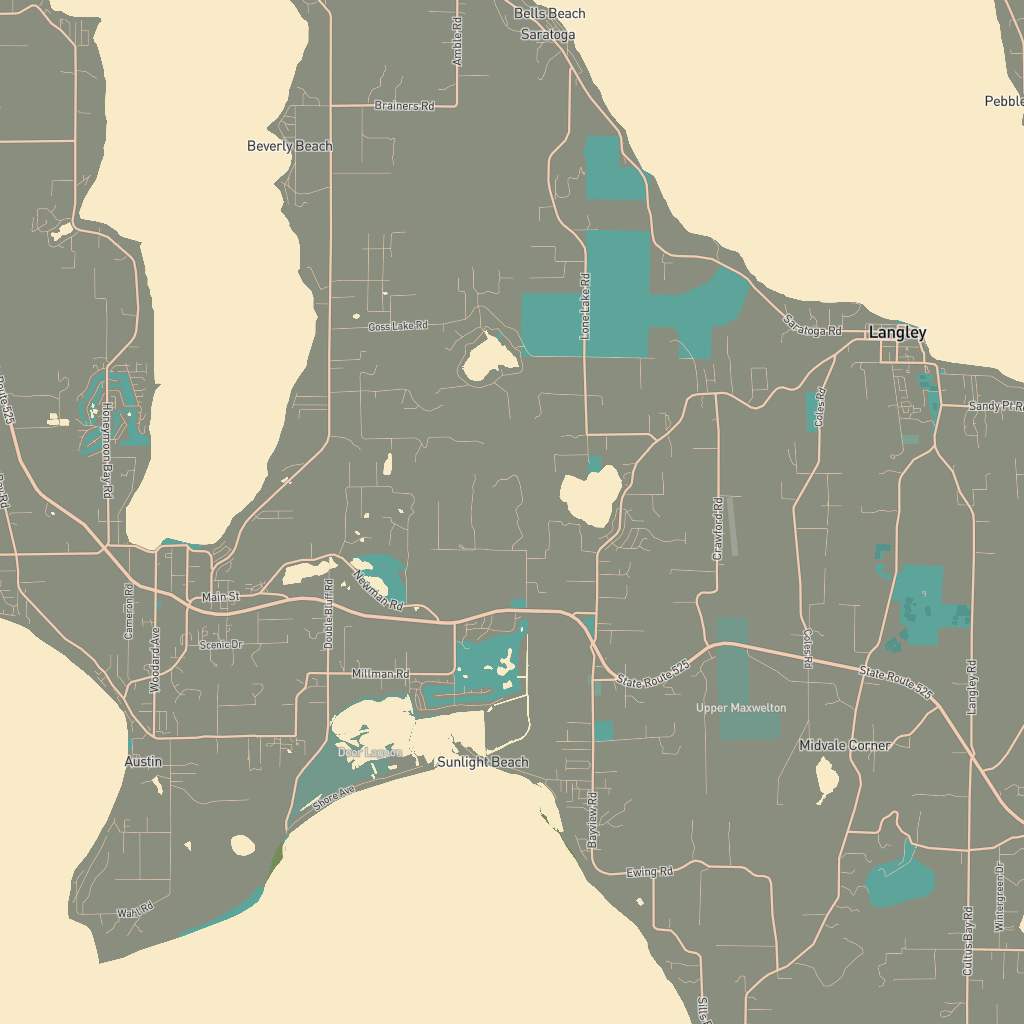 Bells Beach
Saratoga
Amble Rd
Brainers Rd
Pebble
Beverly Beach
Lone Lake Rd
Goss Lake Rd
Saratoga Rd
Langley
Route 525
Honeymoon Bay Rd
Coles Rd
Sandy Pt Rd
Crawford Rd
Newman Rd
Main St
Cameron Rd
Double Bluff Rd
Woodard Ave
Scenic Dr
Coles Rd
Millman Rd
State Route 525
State Route 525
Langley Rd
Upper Maxwelton
Deer Lagoon
Midvale Corner
Austin
Sunlight Beach
Shore Ave
Bayview Rd
Ewing Rd
Wintergreen Dr
Wahl Rd
Cultus Bay Rd